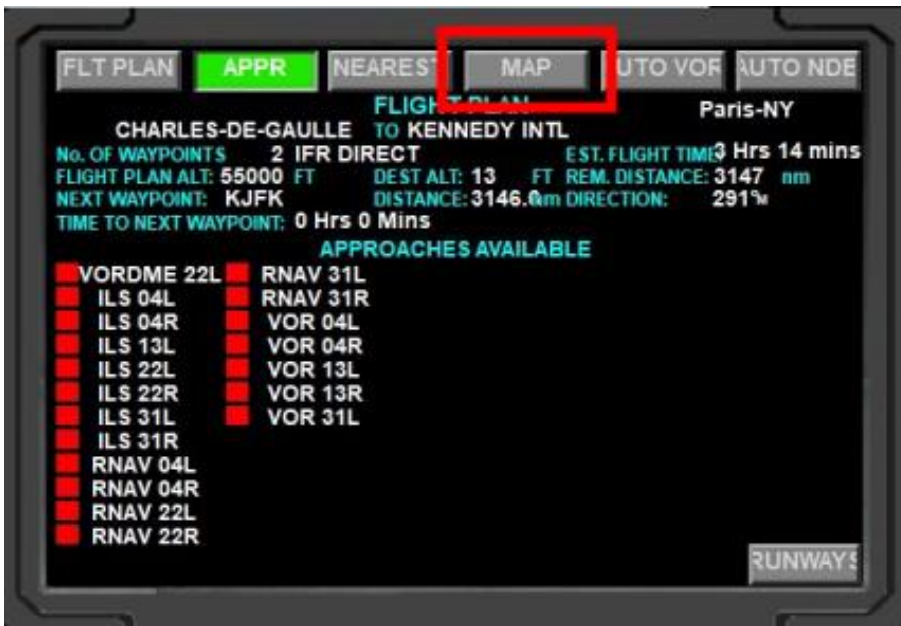 FLT PLAN APPR NEAREST MAP AUTO VOR AUTO NDB
FLIGHT PLAN Paris-NY
CHARLES-DE-GAULLE TO KENNEDY INTL
No. OF WAYPOINTS 2 IFR DIRECT EST. FLIGHT TIME 3 Hrs 14 mins
FLIGHT PLAN ALT: 55000 FT DEST ALT: 13 FT REM. DISTANCE: 3147 nm
NEXT WAYPOINT: KJFK DISTANCE: 3146.0nm DIRECTION: 291°M
TIME TO NEXT WAYPOINT: 0 Hrs 0 Mins
APPROACHES AVAILABLE
VORDME 22L RNAV 31L
ILS 04L RNAV 31R
ILS 04R VOR 04L
ILS 13L VOR 04R
ILS 22L VOR 13L
ILS 22R VOR 13R
ILS 31L VOR 31L
ILS 31R
RNAV 04L
RNAV 04R
RNAV 22L
RNAV 22R
RUNWAYS